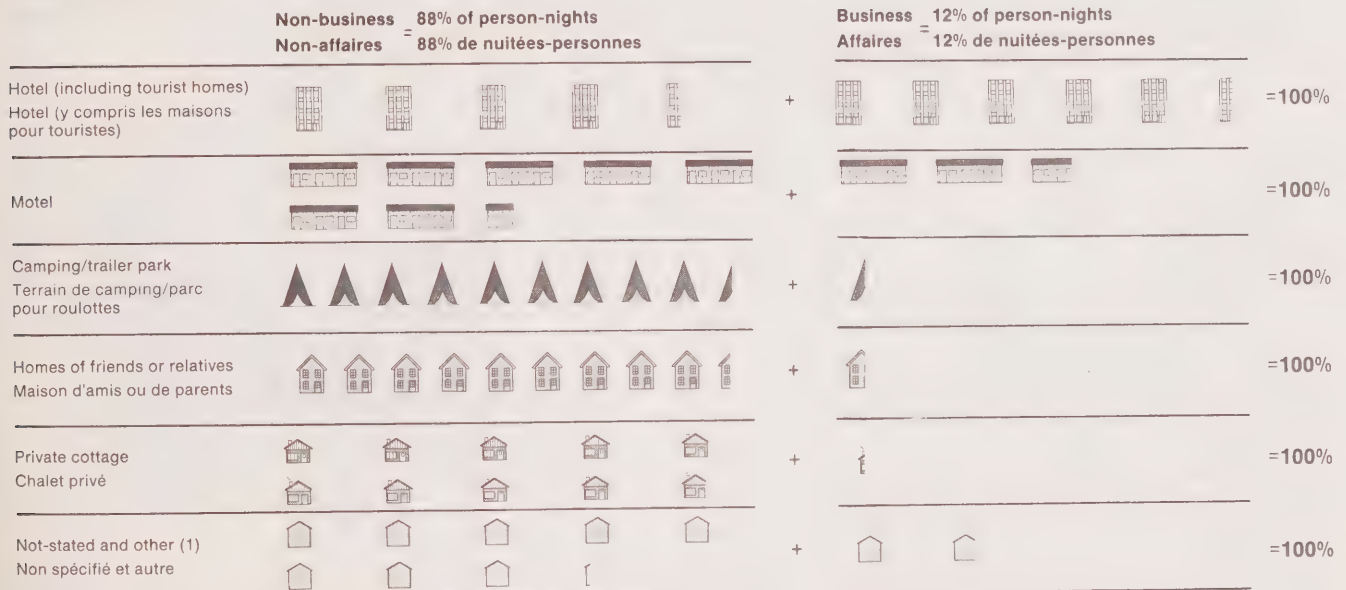 Non-business = 88% of person-nights
Non-affaires 88% de nuitées-personnes
Business = 12% of person-nights
Affaires 12% de nuitées-personnes
Hotel (including tourist homes)
Hotel (y compris les maisons
pour touristes)
+
=100%
Motel
+
=100%
Camping/trailer park
Terrain de camping/parc
pour roulottes
+
=100%
Homes of friends or relatives
Maison d'amis ou de parents
+
=100%
Private cottage
Chalet privé
+
=100%
Not-stated and other (1)
Non spécifié et autre
+
=100%